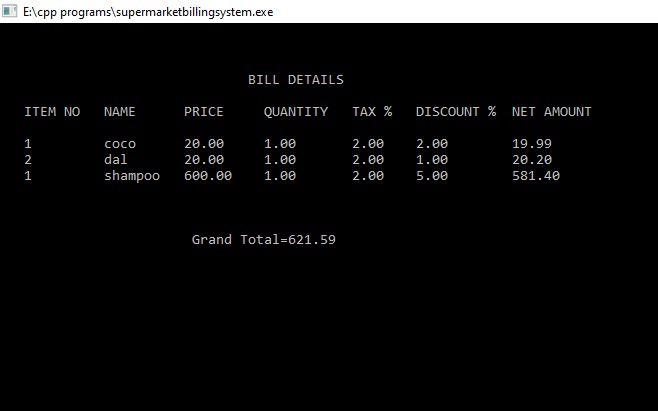 E:\cpp programs\supermarketbillingsystem.exe
BILL DETAILS
ITEM NO NAME PRICE QUANTITY TAX % DISCOUNT % NET AMOUNT
1 coco 20.00 1.00 2.00 2.00 19.99
2 dal 20.00 1.00 2.00 1.00 20.20
1 shampoo 600.00 1.00 2.00 5.00 581.40
Grand Total=621.59